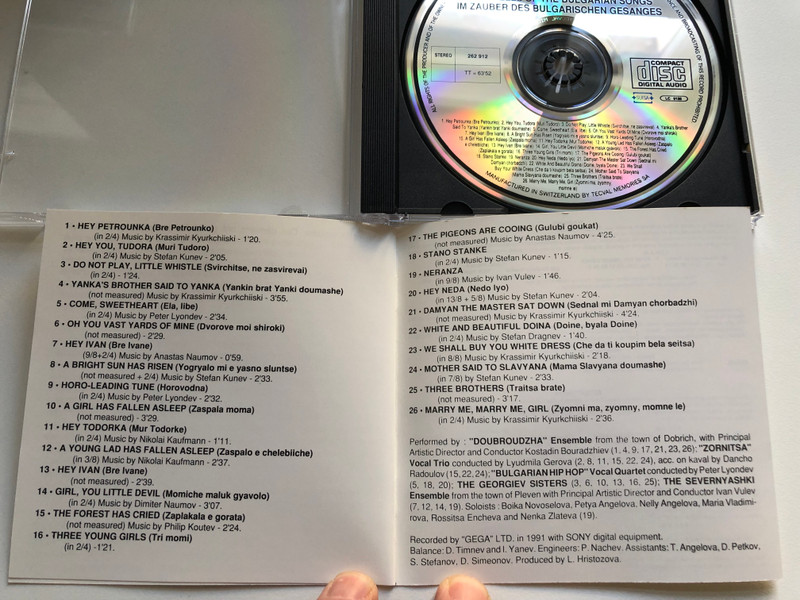 OF THE BULGARIAN SONGS
IM ZAUBER DES BULGARISCHEN GESANGES
STEREO 262 912
TT = 63'52
COMPACT
disc
DIGITAL AUDIO
ALL RIGHTS OF THE PRODUCER AND OF THE
AND BROADCASTING OF THIS RECORD PROHIBITED
MANUFACTURED IN SWITZERLAND BY TECVAL MEMORIES SA
1 • HEY PETROUNKA (Bre Petrounko)
(in 2/4) Music by Krassimir Kyurkchiiski - 1'20.
2 • HEY YOU, TUDORA (Muri Tudoro)
(in 2/4) Music by Stefan Kunev - 2'05.
3 • DO NOT PLAY, LITTLE WHISTLE (Svirchitse, ne zasvirevai)
(in 2/4) - 1'24.
4 • YANKA'S BROTHER SAID TO YANKA (Yankin brat Yanki doumashe)
(not measured) Music by Krassimir Kyurkchiiski - 3'55.
5 • COME, SWEETHEART (Ela, libe)
(in 2/4) Music by Peter Lyondev - 2'34.
6 • OH YOU VAST YARDS OF MINE (Dvorove moi shiroki)
(not measured) - 2'29.
7 • HEY IVAN (Bre Ivane)
(9/8+2/4) Music by Anastas Naumov - 0'59.
8 • A BRIGHT SUN HAS RISEN (Yogryalo mi e yasno sluntse)
(not measured + 2/4) Music by Stefan Kunev - 2'33.
9 • HORO-LEADING TUNE (Horovodna)
(in 2/4) Music by Peter Lyondev - 2'32.
10 • A GIRL HAS FALLEN ASLEEP (Zaspala moma)
(not measured) - 3'29.
11 • HEY TODORKA (Mur Todorke)
(in 2/4) Music by Nikolai Kaufmann - 1'11.
12 • A YOUNG LAD HAS FALLEN ASLEEP (Zaspalo e chelebiiche)
(in 3/8) Music by Nikolai Kaufmann - 2'37.
13 • HEY IVAN (Bre Ivane)
(not measured) - 2'39.
14 • GIRL, YOU LITTLE DEVIL (Momiche maluk gyavolo)
(in 2/4) Music by Dimiter Naumov - 3'07.
15 • THE FOREST HAS CRIED (Zaplakala e gorata)
(not measured) Music by Philip Koutev - 2'24.
16 • THREE YOUNG GIRLS (Tri momi)
(in 2/4) -1'21.
17 • THE PIGEONS ARE COOING (Gulubi goukat)
(not measured) Music by Anastas Naumov - 4'25.
18 • STANO STANKE
(in 2/4) Music by Stefan Kunev - 1'15.
19 • NERANZA
(in 9/8) Music by Ivan Vulev - 1'46.
20 • HEY NEDA (Nedo lyo)
(in 13/8 + 5/8) Music by Stefan Kunev - 2'04.
21 • DAMYAN THE MASTER SAT DOWN (Sednal mi Damyan chorbadzhi)
(not measured) Music by Krassimir Kyurkchiiski - 4'24.
22 • WHITE AND BEAUTIFUL DOINA (Doine, byala Doine)
(in 2/4) Music by Stefan Dragnev - 1'40.
23 • WE SHALL BUY YOU WHITE DRESS (Che da ti koupim bela seitsa)
(in 8/8) Music by Krassimir Kyurkchiiski - 2'18.
24 • MOTHER SAID TO SLAVYANA (Mama Slavyana doumashe)
(in 7/8) by Stefan Kunev - 2'33.
25 • THREE BROTHERS (Traitsa brate)
(not measured) - 3'17.
26 • MARRY ME, MARRY ME, GIRL (Zyomni ma, zyomny, momne le)
(in 2/4) Music by Krassimir Kyurkchiiski - 2'36.
Performed by : "DOUBROUDZHA" Ensemble from the town of Dobrich, with Principal
Artistic Director and Conductor Kostadin Bouradzhiev (1, 4, 9, 17, 21, 23, 26); "ZORNITSA"
Vocal Trio conducted by Lyudmila Gerova (2, 8, 11, 15, 22, 24), acc. on kaval by Dancho
Radoulov (15, 22, 24); "BULGARIAN HIP HOP" Vocal Quartet conducted by Peter Lyondev
(5, 18, 20); THE GEORGIEV SISTERS (3, 6, 10, 13, 16, 25); THE SEVERNYASHKI
Ensemble from the town of Pleven with Principal Artistic Director and Conductor Ivan Vulev
(7, 12, 14, 19). Soloists : Boika Novoselova, Petya Angelova, Nelly Angelova, Maria Vladimi-
rova, Rossitsa Encheva and Nenka Zlateva (19).
Recorded by "GEGA" LTD. in 1991 with SONY digital equipment.
Balance: D. Timnev and I. Yanev. Engineers: P. Nachev. Assistants: T. Angelova, D. Petkov,
S. Stefanov, D. Simeonov. Produced by L. Hristozova.